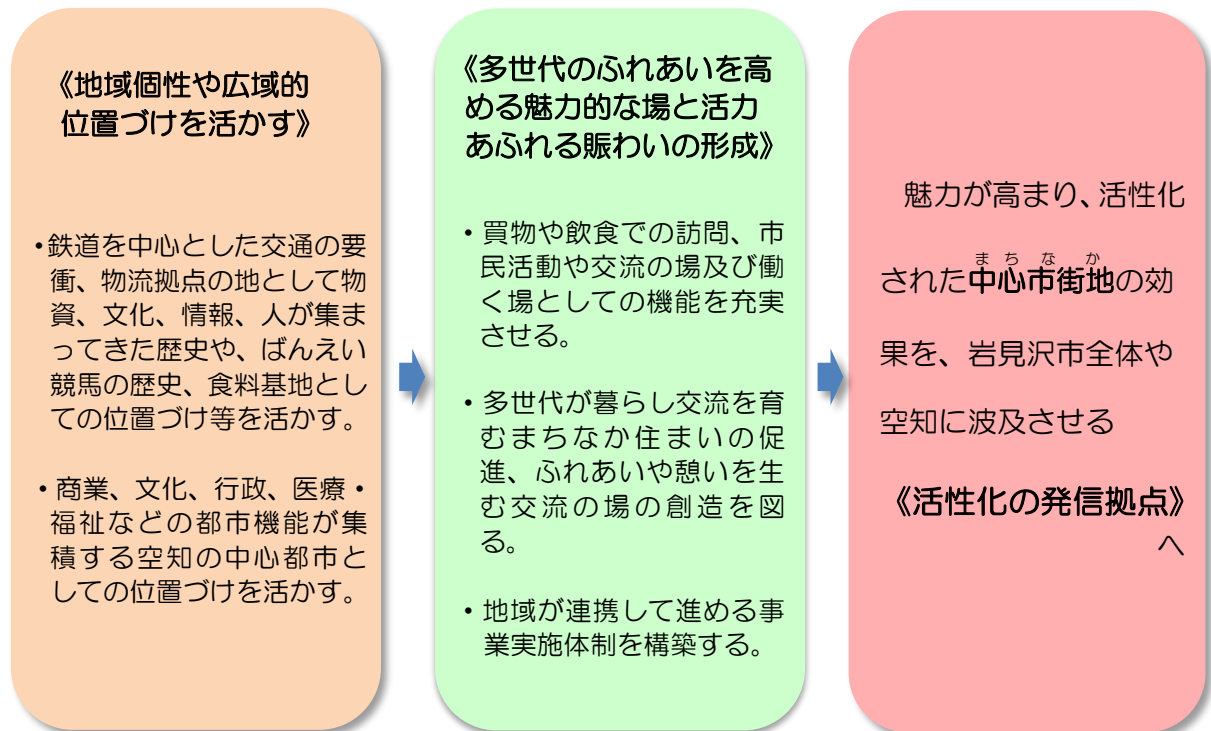 《地域個性や広域的
位置づけを活かす》
・鉄道を中心とした交通の要
衝、物流拠点の地として物
資、文化、情報、人が集ま
ってきた歴史や、ばんえい
競馬の歴史、食料基地とし
ての位置づけ等を活かす。
・商業、文化、行政、医療・
福祉などの都市機能が集
積する空知の中心都市と
しての位置づけを活かす。
《多世代のふれあいを高
める魅力的な場と活力
あふれる賑わいの形成》
・買物や飲食での訪問、市
民活動や交流の場及び働
く場としての機能を充実
させる。
・多世代が暮らし交流を育
むまちなか住まいの促
進、ふれあいや憩いを生
む交流の場の創造を図
る。
・地域が連携して進める事
業実施体制を構築する。
魅力が高まり、活性化
まちなか
された中心市街地の効
果を、岩見沢市全体や
空知に波及させる
《活性化の発信拠点》
へ